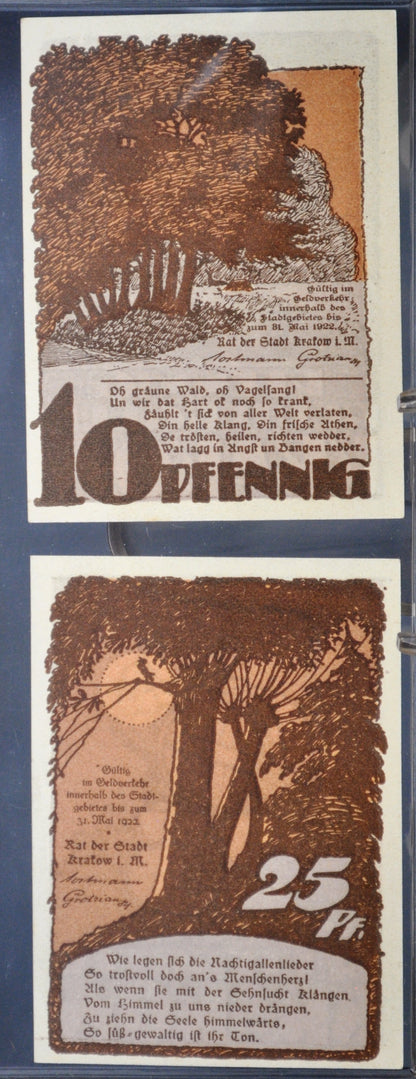 Gültig im
Geldverkehr
innerhalb des
Stadtgebietes bis
zum 31. Mai 1922.
Rat der Stadt Krakow i. M.
Oh gräune Wald, oh Vagelsang!
Un wir dat Hart ok noch so krank,
Fäuhlt 't sick von aller Welt verlaten,
Din helle Klang, Din frische Athen,
De trösten, heilen, richten wedder,
Wat lagg in Angst un Bangen nedder.
10 PFENNIG
Gültig
im Geldverkehr
innerhalb des Stadt-
gebietes bis zum
31. Mai 1922.
Rat der Stadt
Krakow i. M.
25
Pf.
Wie legen sich die Nachtigallenlieder
So trostvoll doch an's Menschenherz!
Als wenn sie mit der Sehnsucht Klängen
Vom Himmel zu uns nieder drängen,
Zu ziehn die Seele himmelwärts,
So süß-gewaltig ist ihr Ton.